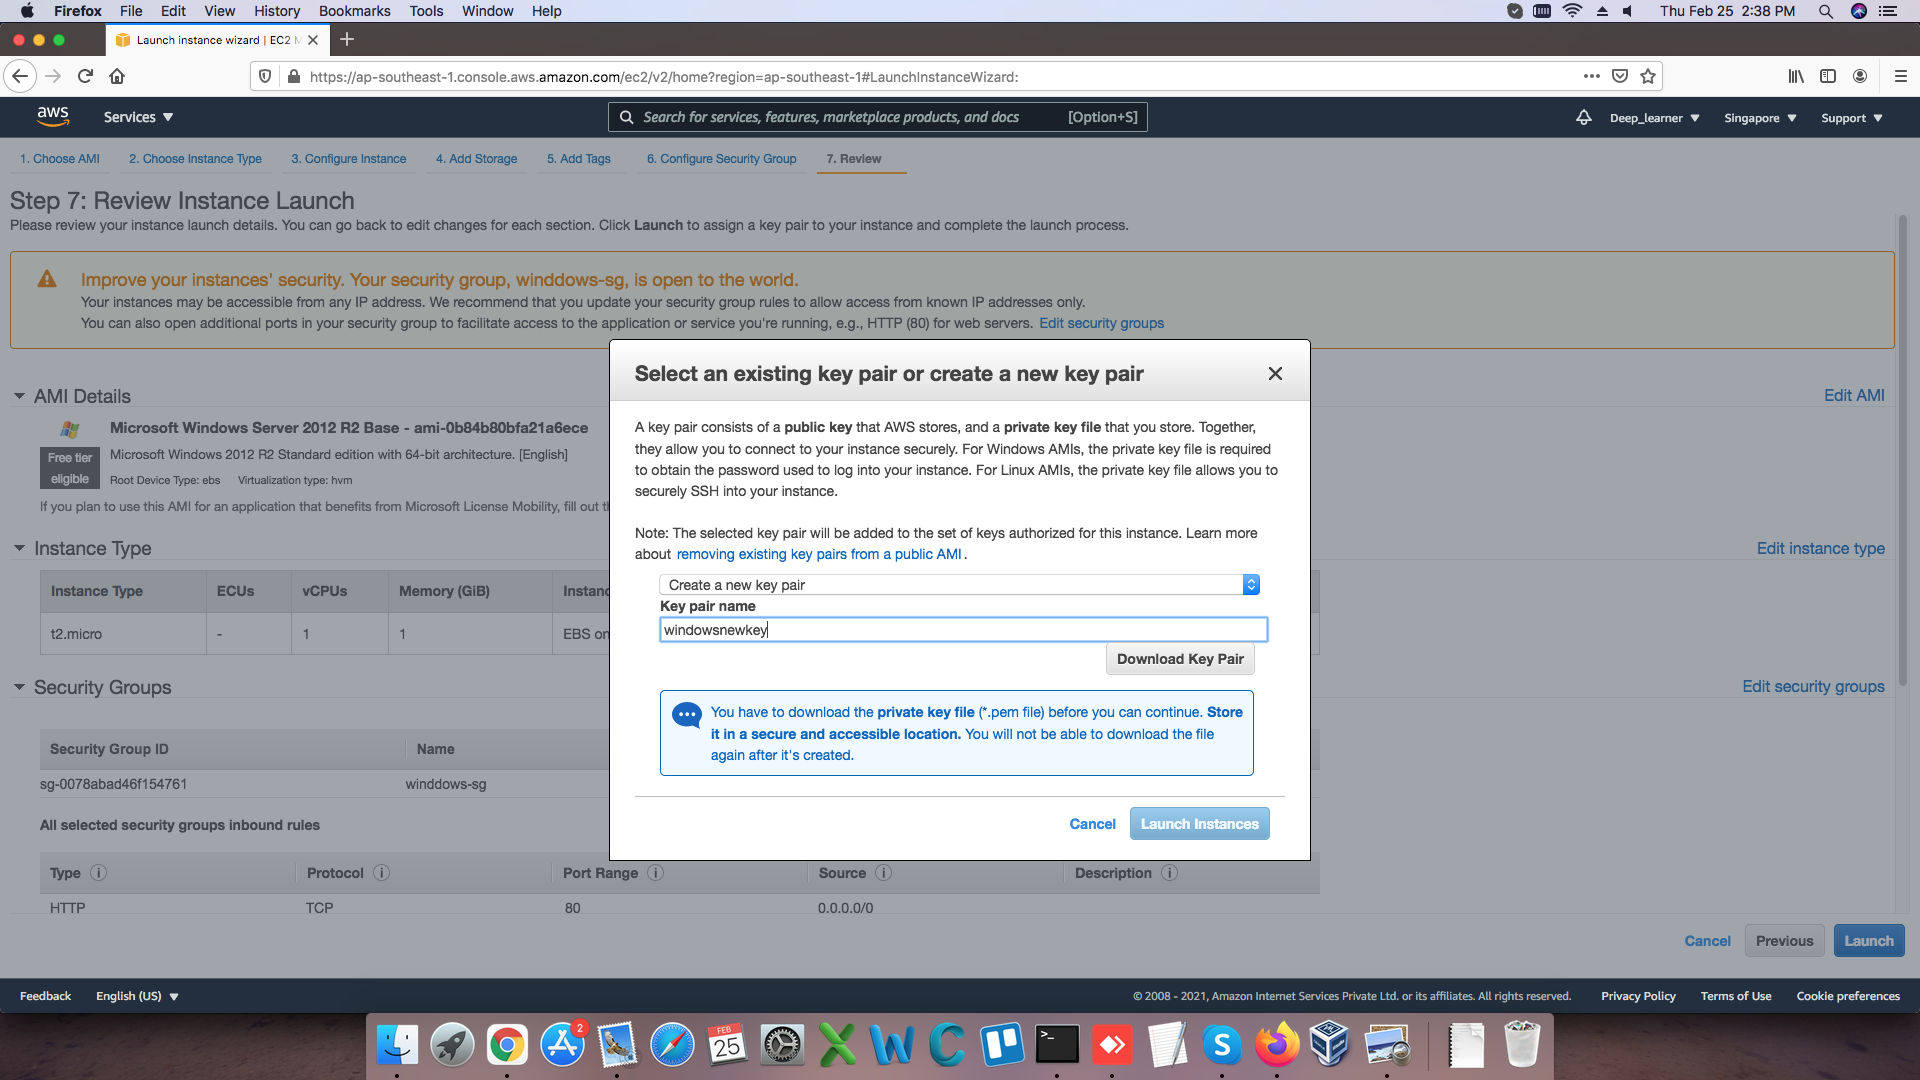 Firefox File Edit View History Bookmarks Tools Window Help
Thu Feb 25 2:38 PM
Launch instance wizard | EC2 M
https://ap-southeast-1.console.aws.amazon.com/ec2/v2/home?region=ap-southeast-1#LaunchInstanceWizard:
aws Services Search for services, features, marketplace products, and docs [Option+S] Deep_learner Singapore Support
1. Choose AMI 2. Choose Instance Type 3. Configure Instance 4. Add Storage 5. Add Tags 6. Configure Security Group 7. Review
Step 7: Review Instance Launch
Please review your instance launch details. You can go back to edit changes for each section. Click Launch to assign a key pair to your instance and complete the launch process.
Improve your instances' security. Your security group, winddows-sg, is open to the world.
Your instances may be accessible from any IP address. We recommend that you update your security group rules to allow access from known IP addresses only.
You can also open additional ports in your security group to facilitate access to the application or service you're running, e.g., HTTP (80) for web servers. Edit security groups
AMI Details
Edit AMI
Microsoft Windows Server 2012 R2 Base - ami-0b84b80bfa21a6ece
Free tier eligible
Microsoft Windows 2012 R2 Standard edition with 64-bit architecture. [English]
Root Device Type: ebs Virtualization type: hvm
If you plan to use this AMI for an application that benefits from Microsoft License Mobility, fill out th
Instance Type
Edit instance type
Instance Type ECUs vCPUs Memory (GiB) Instanc
t2.micro - 1 1 EBS on
Security Groups
Edit security groups
Security Group ID Name
sg-0078abad46f154761 winddows-sg
All selected security groups inbound rules
Type Protocol Port Range Source Description
HTTP TCP 80 0.0.0.0/0
Select an existing key pair or create a new key pair
A key pair consists of a public key that AWS stores, and a private key file that you store. Together,
they allow you to connect to your instance securely. For Windows AMIs, the private key file is required
to obtain the password used to log into your instance. For Linux AMIs, the private key file allows you to
securely SSH into your instance.
Note: The selected key pair will be added to the set of keys authorized for this instance. Learn more
about removing existing key pairs from a public AMI .
Create a new key pair
Key pair name
windowsnewkey
Download Key Pair
You have to download the private key file (*.pem file) before you can continue. Store
it in a secure and accessible location. You will not be able to download the file
again after it's created.
Cancel Launch Instances
Cancel Previous Launch
Feedback English (US) © 2008 - 2021, Amazon Internet Services Private Ltd. or its affiliates. All rights reserved. Privacy Policy Terms of Use Cookie preferences
2
FEB
25